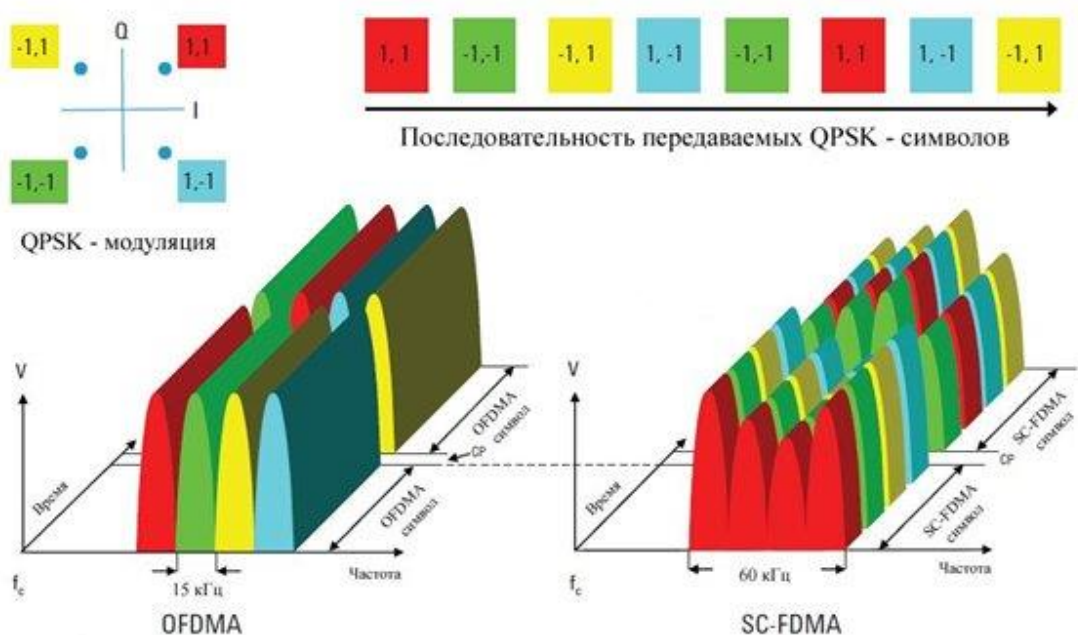 Q
-1,1
1,1
I
-1,-1
1,-1
QPSK - модуляция
1, 1
-1,-1
-1, 1
1, -1
-1,-1
1, 1
1, -1
-1, 1
Последовательность передаваемых QPSK - символов
V
Время
OFDMA
символ
CP
OFDMA
символ
15 кГц
Частота
fc
OFDMA
V
Время
SC-FDMA
символ
CP
SC-FDMA
символ
60 кГц
Частота
fc
SC-FDMA